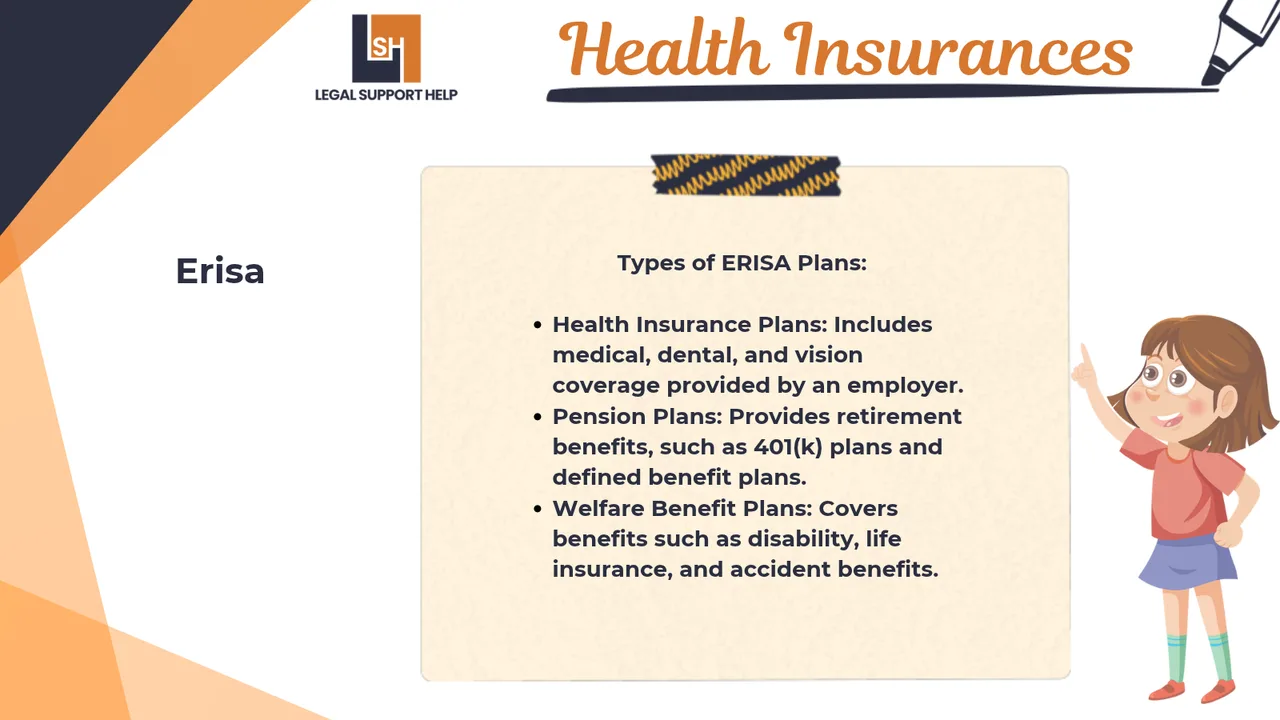 SH
LEGAL SUPPORT HELP
Health Insurances
Erisa
Types of ERISA Plans:
• Health Insurance Plans: Includes
medical, dental, and vision
coverage provided by an employer.
• Pension Plans: Provides retirement
benefits, such as 401(k) plans and
defined benefit plans.
• Welfare Benefit Plans: Covers
benefits such as disability, life
insurance, and accident benefits.